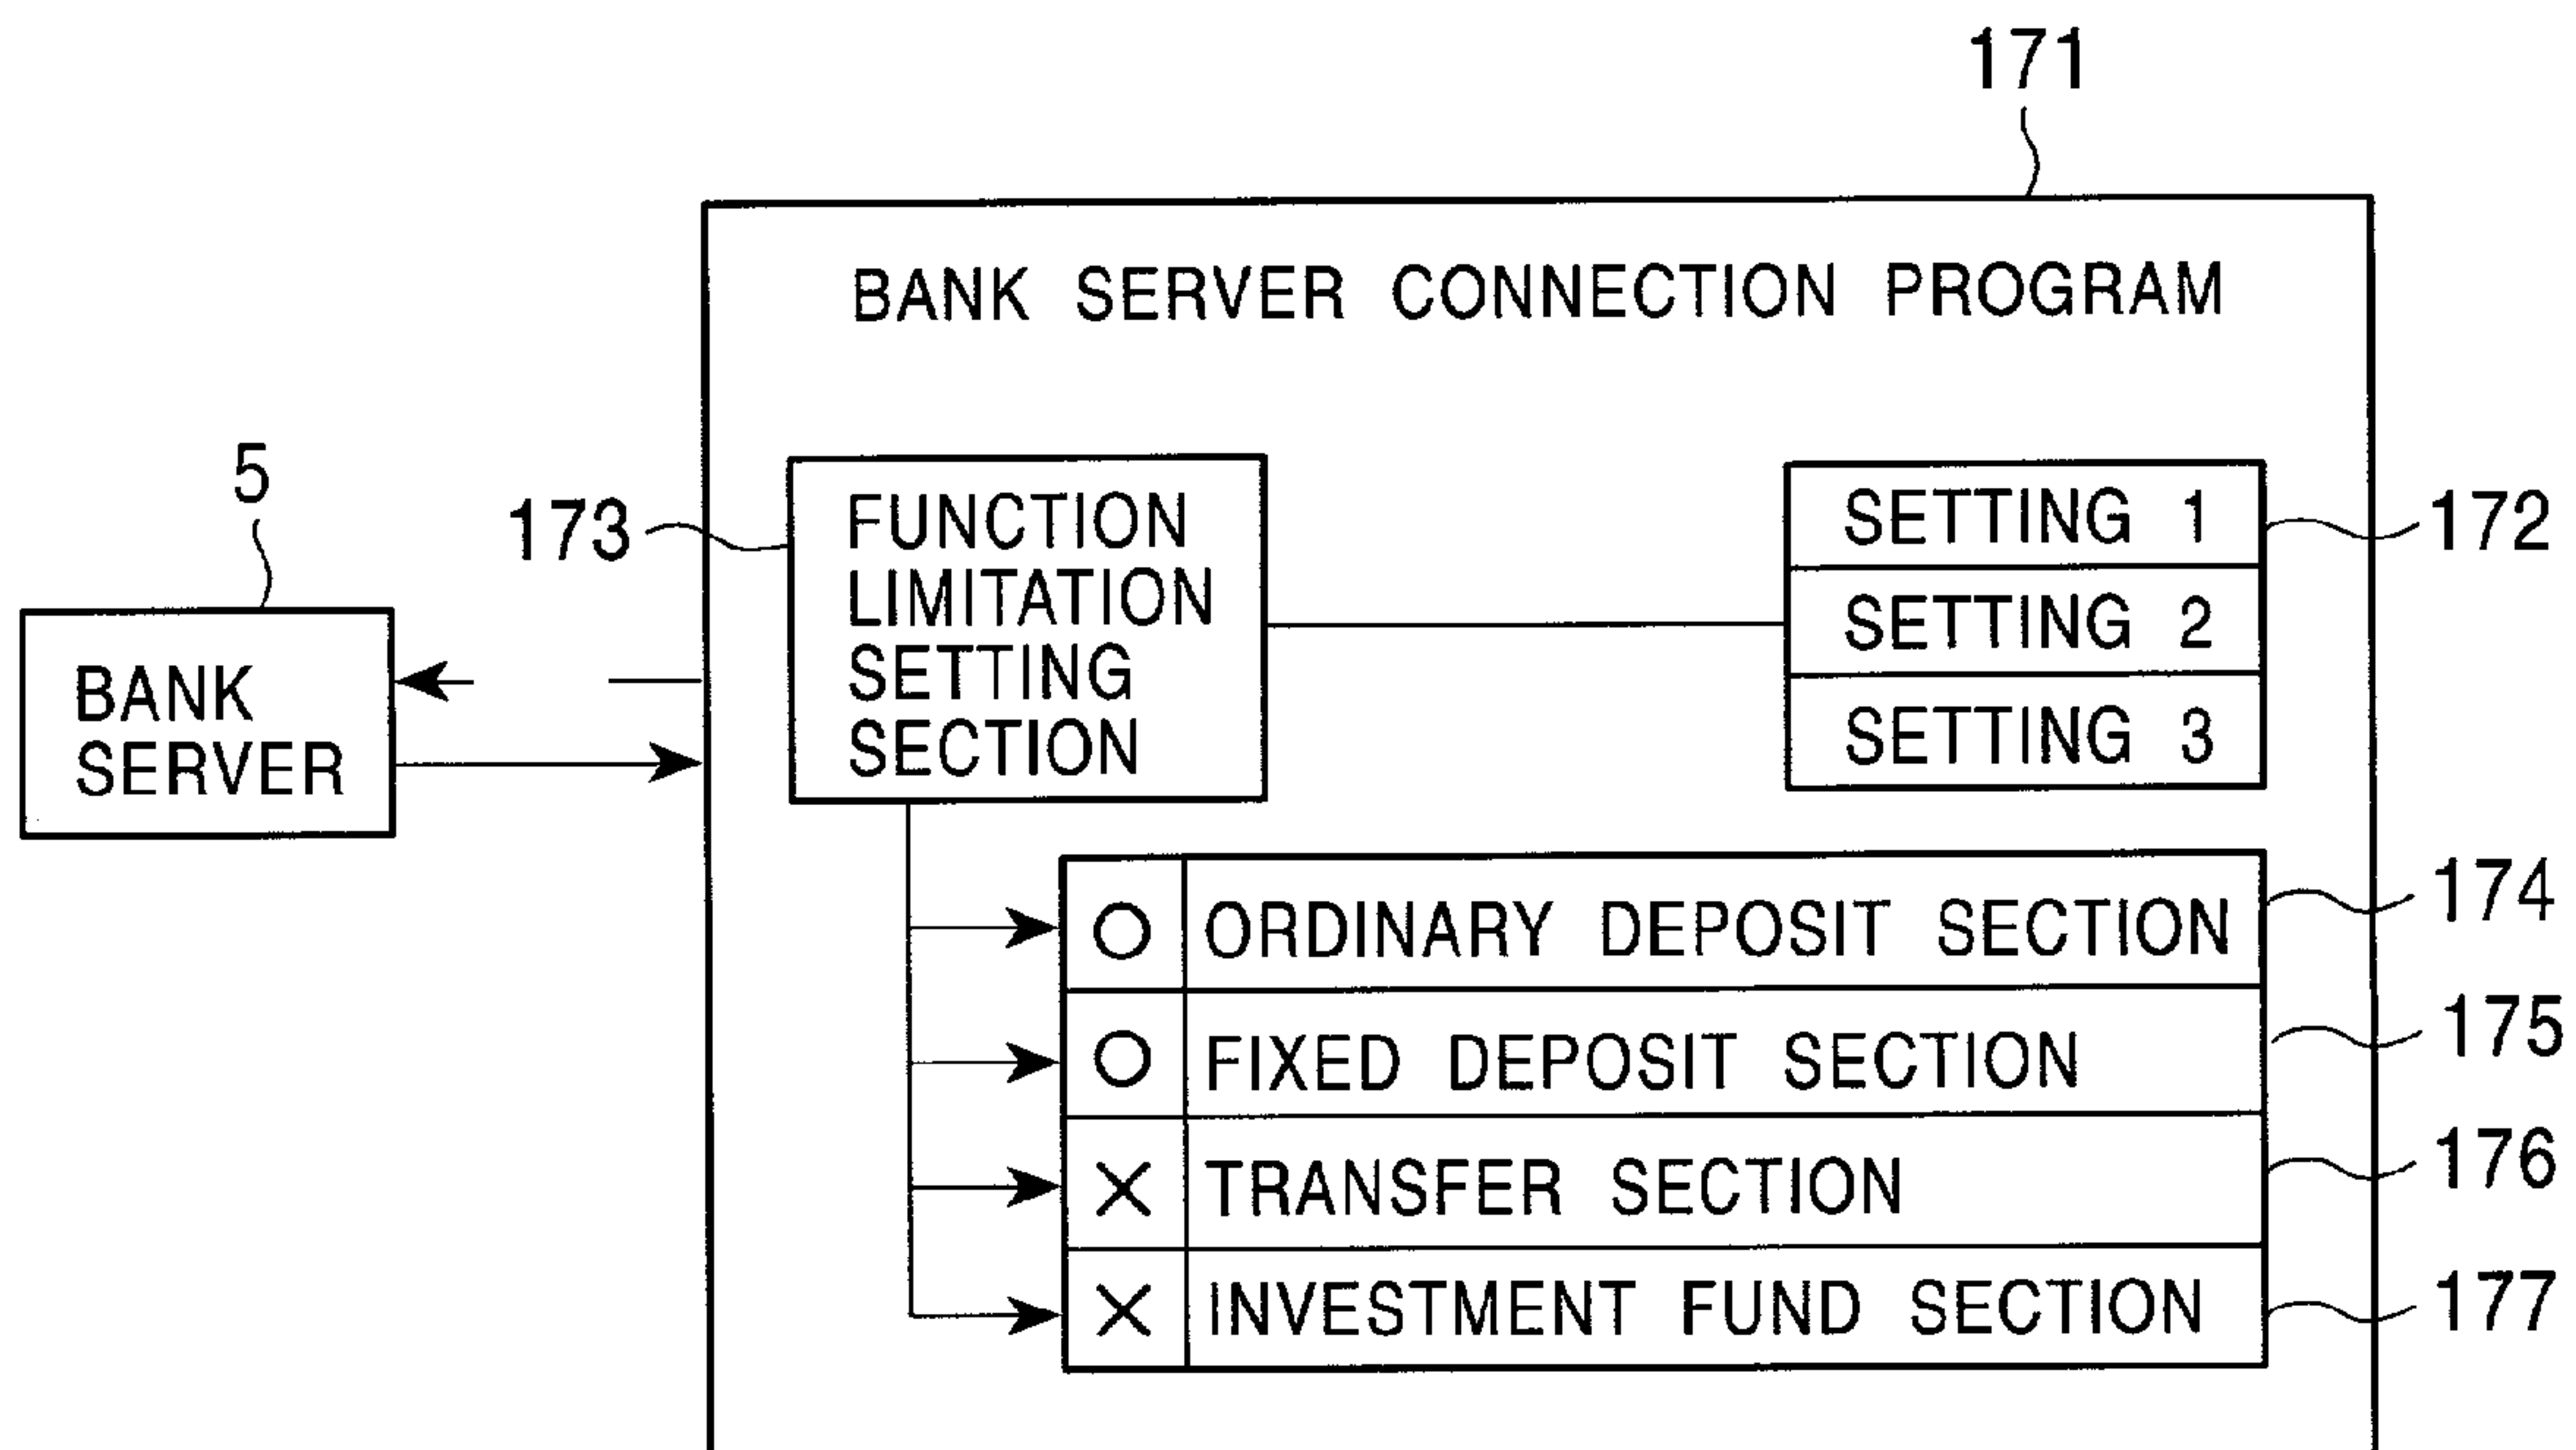 171
BANK SERVER CONNECTION PROGRAM
5
173
FUNCTION
LIMITATION
SETTING
SECTION
SETTING 1
SETTING 2
SETTING 3
172
BANK
SERVER
ORDINARY DEPOSIT SECTION
174
FIXED DEPOSIT SECTION
175
TRANSFER SECTION
176
INVESTMENT FUND SECTION
177